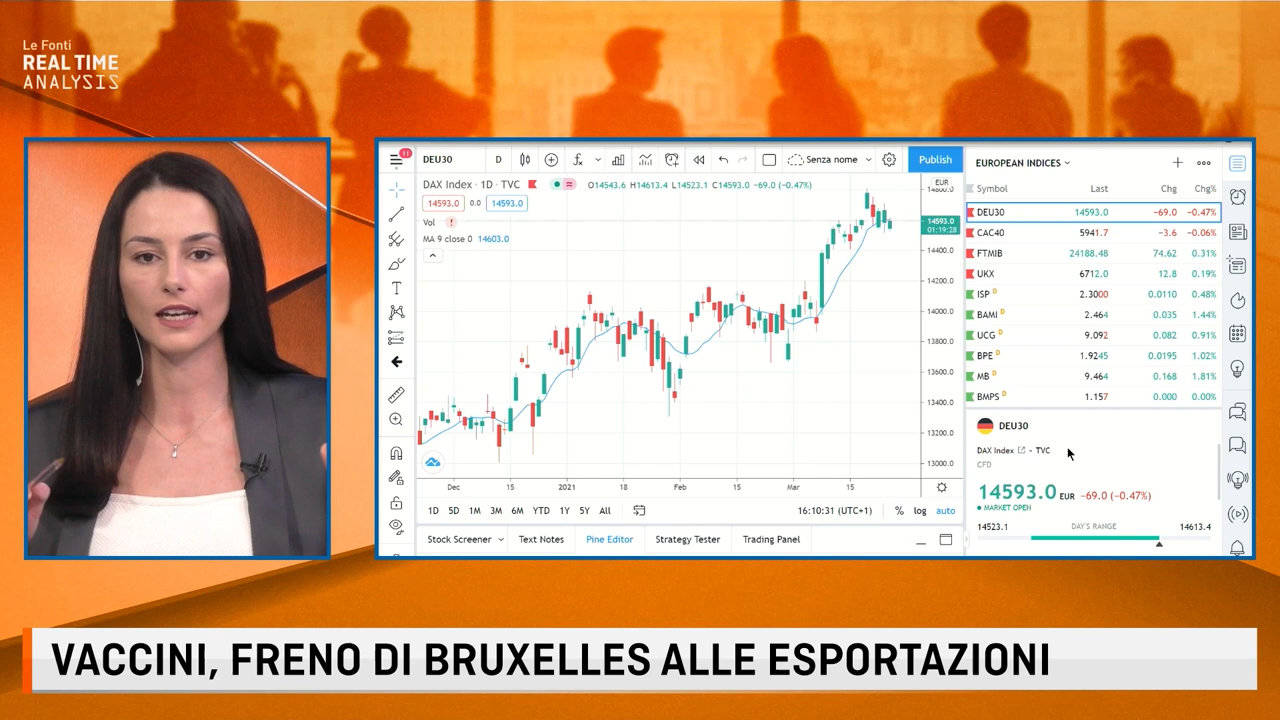 Le Fonti
REAL TIME
ANALYSIS
11
DEU30
D
Senza nome
Publish
DAX Index · 1D · TVC
O14543.6 H14613.4 L14523.1 C14593.0 −69.0 (−0.47%)
14593.0 0.0 14593.0
Vol
MA 9 close 0 14603.0
EUR
14600.0
14593.0
01:19:28
14400.0
14200.0
14000.0
13800.0
13600.0
13400.0
13200.0
13000.0
Dec 15 2021 18 Feb 15 Mar 15
1D 5D 1M 3M 6M YTD 1Y 5Y All
16:10:31 (UTC+1) % log auto
Stock Screener Text Notes Pine Editor Strategy Tester Trading Panel
EUROPEAN INDICES
Symbol Last Chg Chg%
DEU30 14593.0 −69.0 −0.47%
CAC40 5941.7 −3.6 −0.06%
FTMIB 24188.48 74.62 0.31%
UKX 6712.0 12.8 0.19%
ISP D 2.3000 0.0110 0.48%
BAMI D 2.464 0.035 1.44%
UCG D 9.092 0.082 0.91%
BPE D 1.9245 0.0195 1.02%
MB D 9.464 0.168 1.81%
BMPS D 1.157 0.000 0.00%
DEU30
DAX Index · TVC
CFD
14593.0 EUR −69.0 (−0.47%)
MARKET OPEN
14523.1 DAY'S RANGE 14613.4
VACCINI, FRENO DI BRUXELLES ALLE ESPORTAZIONI